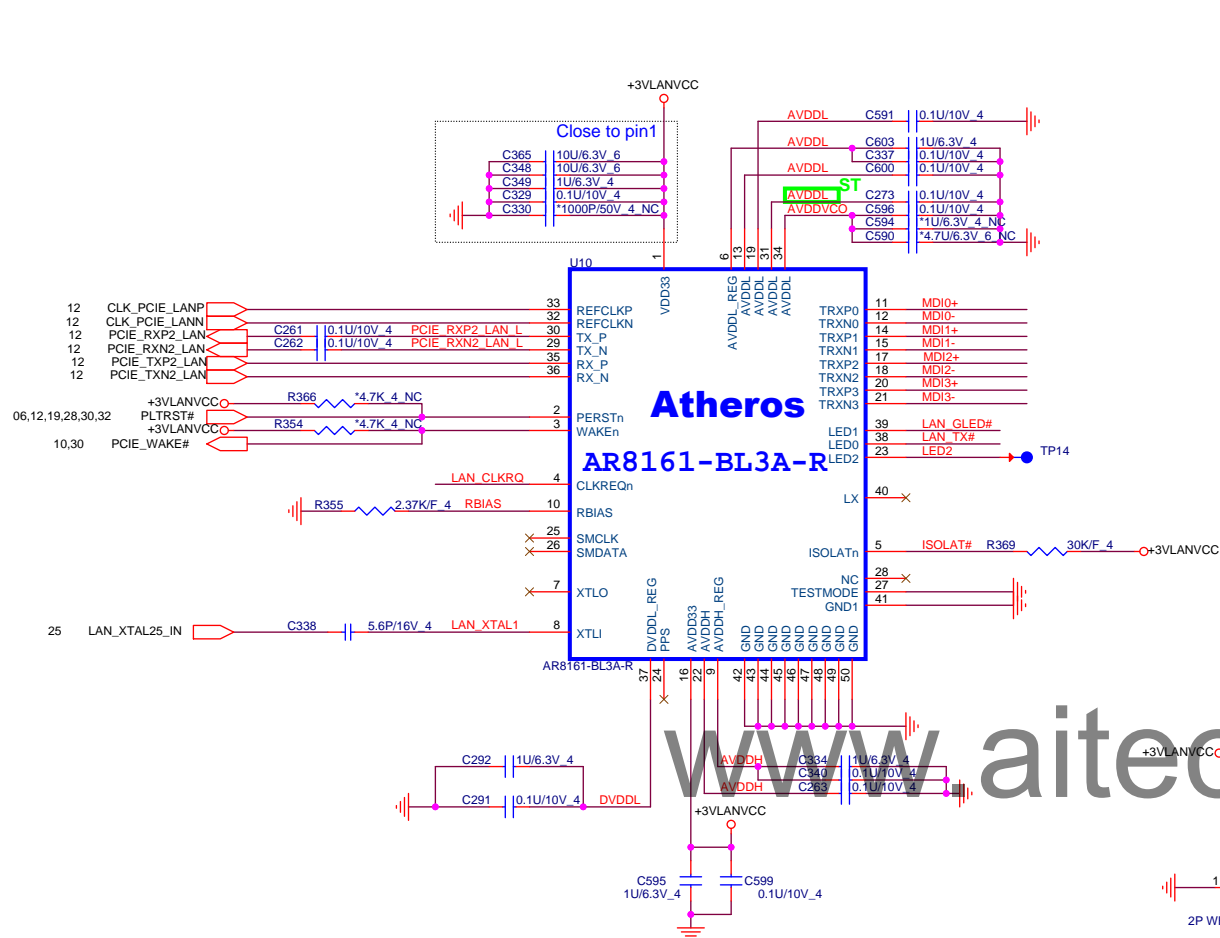 +3VLANVCC
Close to pin1
C365 10U/6.3V_6
C348 10U/6.3V_6
C349 1U/6.3V_4
C329 0.1U/10V_4
C330 *1000P/50V_4_NC
AVDDL C591 0.1U/10V_4
AVDDL C603 1U/6.3V_4
C337 0.1U/10V_4
AVDDL C600 0.1U/10V_4
ST
AVDDL C273 0.1U/10V_4
AVDDVCO C596 0.1U/10V_4
C594 *1U/6.3V_4_NC
C590 *4.7U/6.3V_6_NC
1 6 13 19 31 34
U10
VDD33 AVDDL_REG AVDDL AVDDL AVDDL AVDDL
12 CLK_PCIE_LANP 33 REFCLKP
12 CLK_PCIE_LANN 32 REFCLKN
12 PCIE_RXP2_LAN C261 0.1U/10V_4 PCIE_RXP2_LAN_L 30 TX_P
12 PCIE_RXN2_LAN C262 0.1U/10V_4 PCIE_RXN2_LAN_L 29 TX_N
12 PCIE_TXP2_LAN 35 RX_P
12 PCIE_TXN2_LAN 36 RX_N
TRXP0 11 MDI0+
TRXN0 12 MDI0-
TRXP1 14 MDI1+
TRXN1 15 MDI1-
TRXP2 17 MDI2+
TRXN2 18 MDI2-
TRXP3 20 MDI3+
TRXN3 21 MDI3-
+3VLANVCC R366 *4.7K_4_NC
06,12,19,28,30,32 PLTRST# 2 PERSTn
+3VLANVCC R354 *4.7K_4_NC 3 WAKEn
10,30 PCIE_WAKE#
Atheros
AR8161-BL3A-R
LED1 39 LAN_GLED#
LED0 38 LAN_TX#
LED2 23 LED2 TP14
LAN_CLKRQ 4 CLKREQn
LX 40
R355 2.37K/F_4 RBIAS 10 RBIAS
25 SMCLK
26 SMDATA
ISOLATn 5 ISOLAT# R369 30K/F_4 +3VLANVCC
7 XTLO
NC 28
TESTMODE 27
GND1 41
25 LAN_XTAL25_IN C338 5.6P/16V_4 LAN_XTAL1 8 XTLI
DVDDL_REG PPS AVDD33 AVDDH AVDDH_REG GND GND GND GND GND GND GND GND GND
AR8161-BL3A-R
37 24 16 22 9 42 43 44 45 46 47 48 49 50
C292 1U/6.3V_4
C291 0.1U/10V_4 DVDDL
AVDDH C334 1U/6.3V_4
C340 0.1U/10V_4
AVDDH C263 0.1U/10V_4
www.aitec
+3VLANVCC
+3VLANVCC
C595 1U/6.3V_4
C599 0.1U/10V_4
1
2P